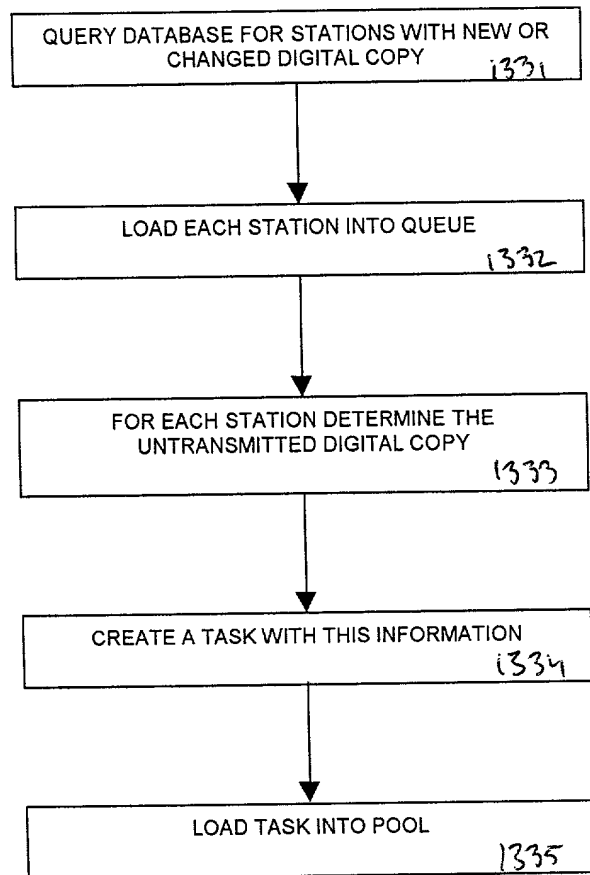 QUERY DATABASE FOR STATIONS WITH NEW OR
CHANGED DIGITAL COPY
1331
LOAD EACH STATION INTO QUEUE
1332
FOR EACH STATION DETERMINE THE
UNTRANSMITTED DIGITAL COPY
1333
CREATE A TASK WITH THIS INFORMATION
1334
LOAD TASK INTO POOL
1335